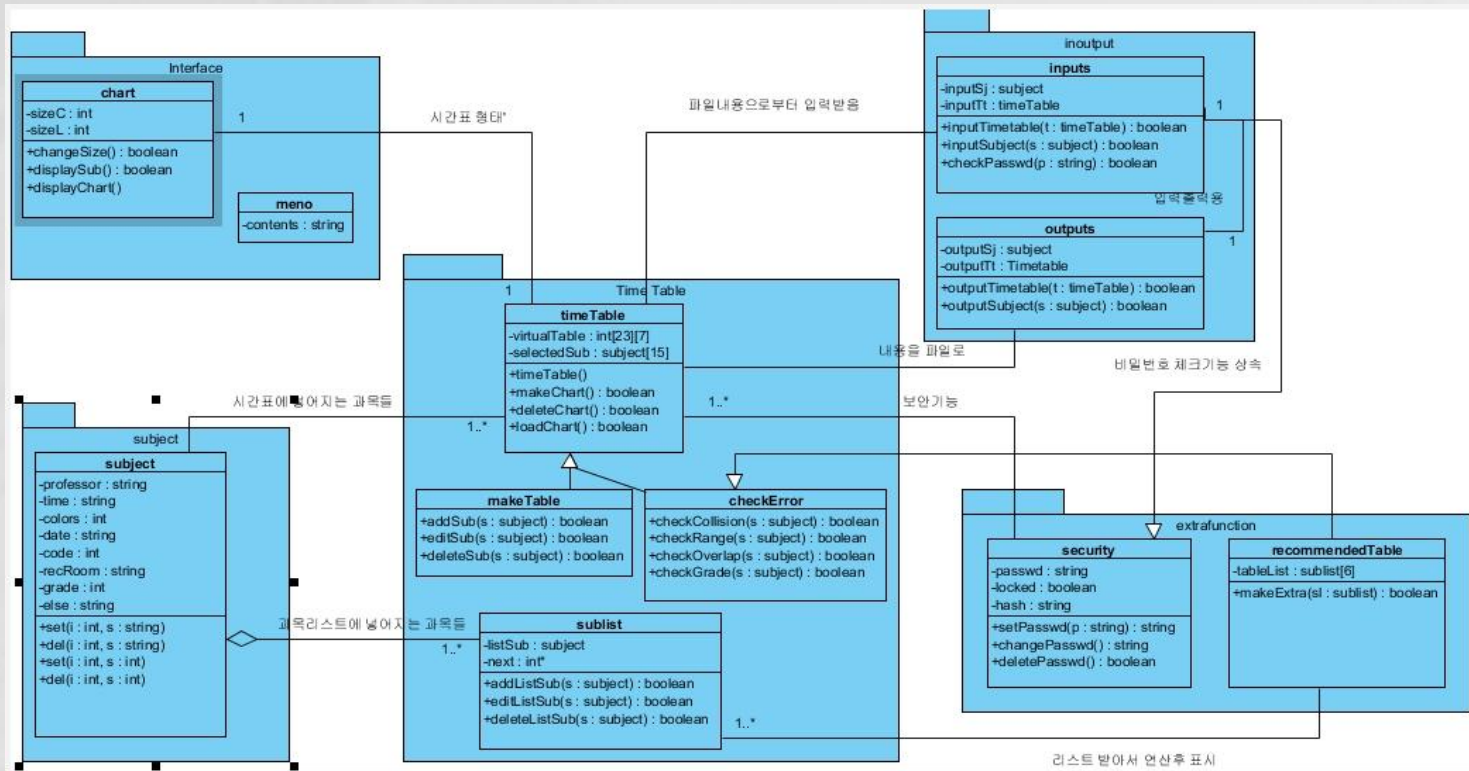 Interface
chart
-sizeC : int
-sizeL : int
+changeSize() : boolean
+displaySub() : boolean
+displayChart()
meno
-contents : string
1
시간표 형태*
파일내용으로부터 입력받음
inoutput
inputs
-inputSj : subject
-inputTt : timeTable
+inputTimetable(t : timeTable) : boolean
+inputSubject(s : subject) : boolean
+checkPasswd(p : string) : boolean
1
입력출력용
outputs
-outputSj : subject
-outputTt : Timetable
+outputTimetable(t : timeTable) : boolean
+outputSubject(s : subject) : boolean
1
Time Table
1
timeTable
-virtualTable : int[23][7]
-selectedSub : subject[15]
+timeTable()
+makeChart() : boolean
+deleteChart() : boolean
+loadChart() : boolean
내용을 파일로
비밀번호 체크기능 상속
시간표에 넣어지는 과목들
1..*
1..*
보안기능
subject
subject
-professor : string
-time : string
-colors : int
-date : string
-code : int
-recRoom : string
-grade : int
-else : string
+set(i : int, s : string)
+del(i : int, s : string)
+set(i : int, s : int)
+del(i : int, s : int)
makeTable
+addSub(s : subject) : boolean
+editSub(s : subject) : boolean
+deleteSub(s : subject) : boolean
checkError
+checkCollision(s : subject) : boolean
+checkRange(s : subject) : boolean
+checkOverlap(s : subject) : boolean
+checkGrade(s : subject) : boolean
extrafunction
security
-passwd : string
-locked : boolean
-hash : string
+setPasswd(p : string) : string
+changePasswd() : string
+deletePasswd() : boolean
recommendedTable
-tableList : sublist[6]
+makeExtra(sl : sublist) : boolean
과목리스트에 넣어지는 과목들
1..*
sublist
-listSub : subject
-next : int*
+addListSub(s : subject) : boolean
+editListSub(s : subject) : boolean
+deleteListSub(s : subject) : boolean
1..*
리스트 받아서 연산후 표시